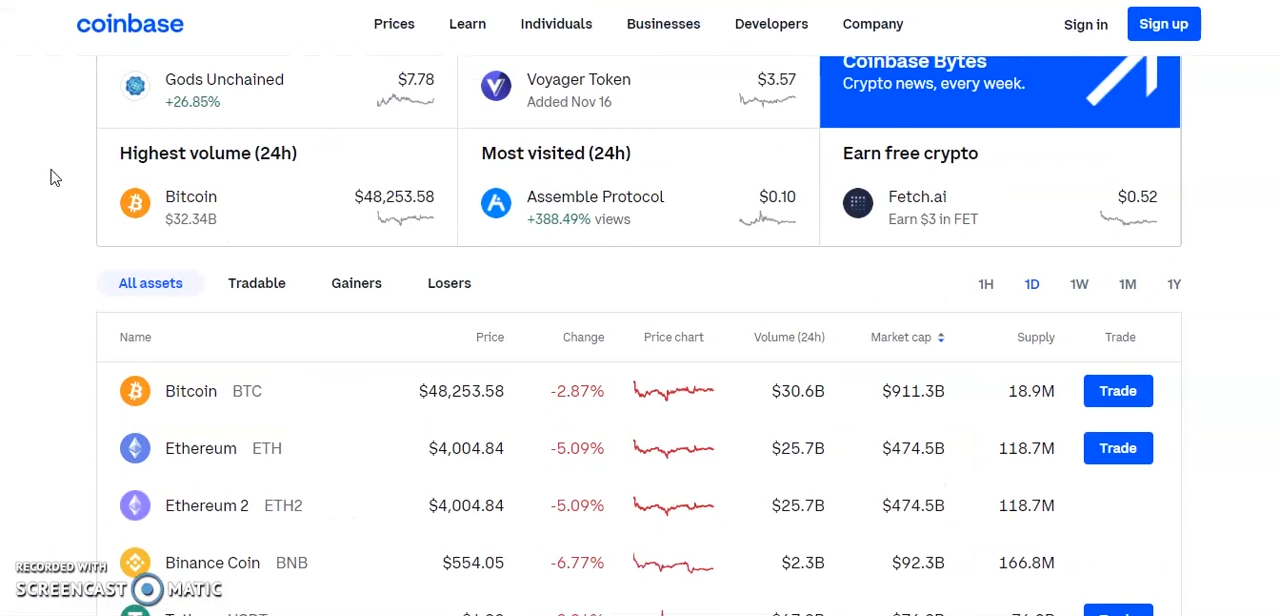 coinbase Prices Learn Individuals Businesses Developers Company Sign in Sign up
Gods Unchained $7.78
+26.85%
Voyager Token $3.57
Added Nov 16
Coinbase Bytes
Crypto news, every week.
Highest volume (24h)
Bitcoin $48,253.58
$32.34B
Most visited (24h)
Assemble Protocol $0.10
+388.49% views
Earn free crypto
Fetch.ai $0.52
Earn $3 in FET
All assets Tradable Gainers Losers 1H 1D 1W 1M 1Y
Name Price Change Price chart Volume (24h) Market cap Supply Trade
Bitcoin BTC $48,253.58 -2.87% $30.6B $911.3B 18.9M Trade
Ethereum ETH $4,004.84 -5.09% $25.7B $474.5B 118.7M Trade
Ethereum 2 ETH2 $4,004.84 -5.09% $25.7B $474.5B 118.7M
Binance Coin BNB $554.05 -6.77% $2.3B $92.3B 166.8M
RECORDED WITH
SCREENCAST MATIC